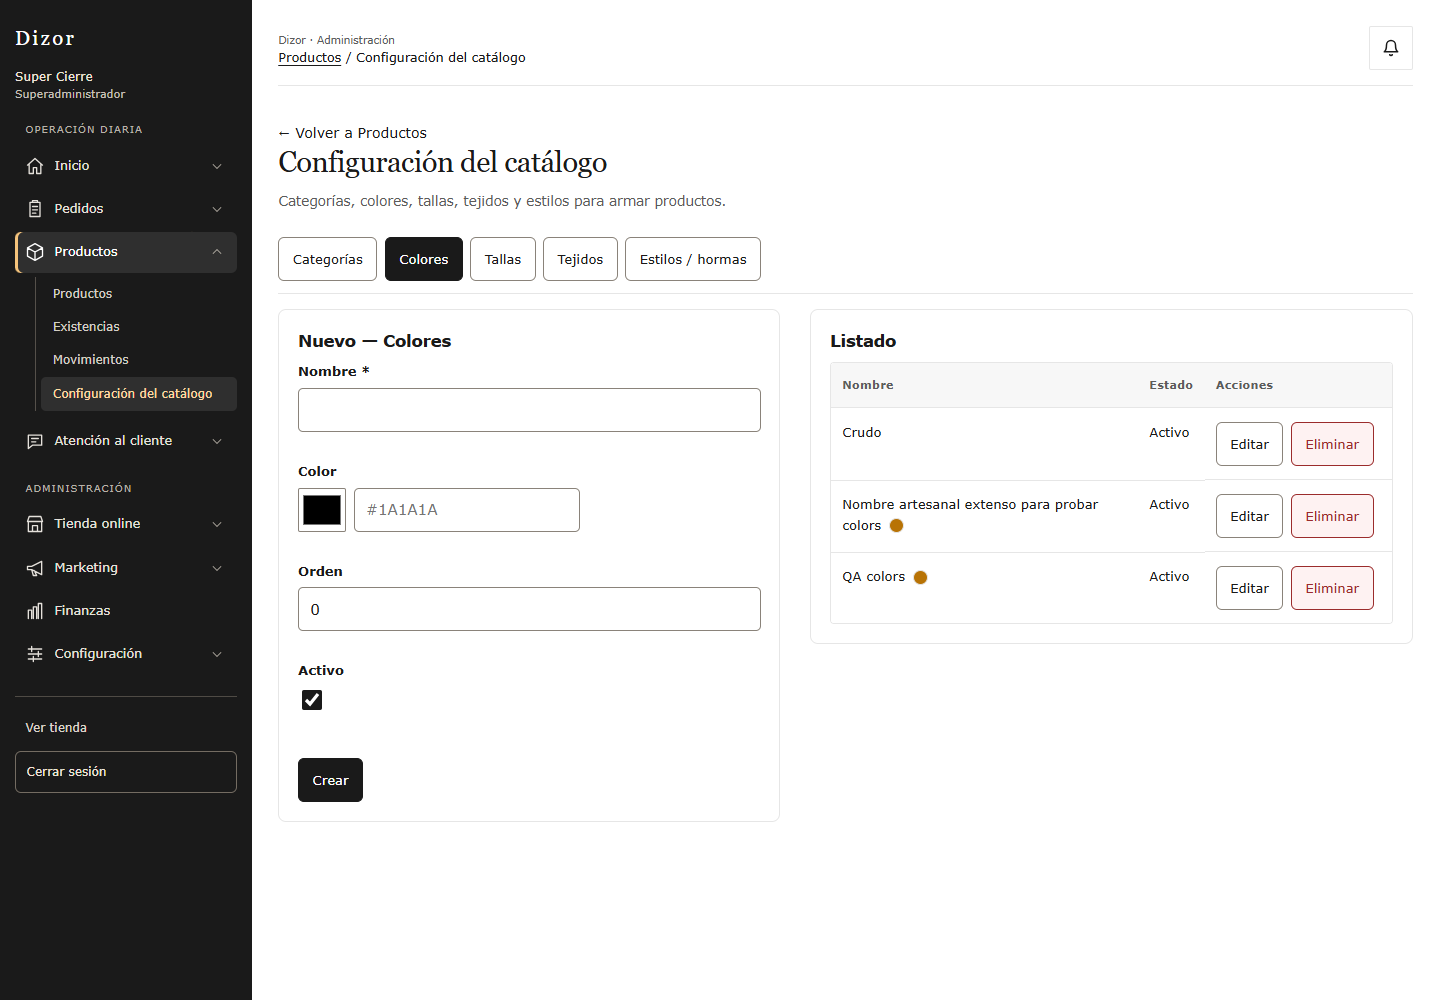 Dizor
Super Cierre
Superadministrador
OPERACIÓN DIARIA
Inicio
Pedidos
Productos
Productos
Existencias
Movimientos
Configuración del catálogo
Atención al cliente
ADMINISTRACIÓN
Tienda online
Marketing
Finanzas
Configuración
Ver tienda
Cerrar sesión
Dizor · Administración
Productos / Configuración del catálogo
← Volver a Productos
Configuración del catálogo
Categorías, colores, tallas, tejidos y estilos para armar productos.
Categorías Colores Tallas Tejidos Estilos / hormas
Nuevo — Colores
Nombre *
Color
#1A1A1A
Orden
0
Activo
Crear
Listado
Nombre Estado Acciones
Crudo Activo Editar Eliminar
Nombre artesanal extenso para probar
colors Activo Editar Eliminar
QA colors Activo Editar Eliminar